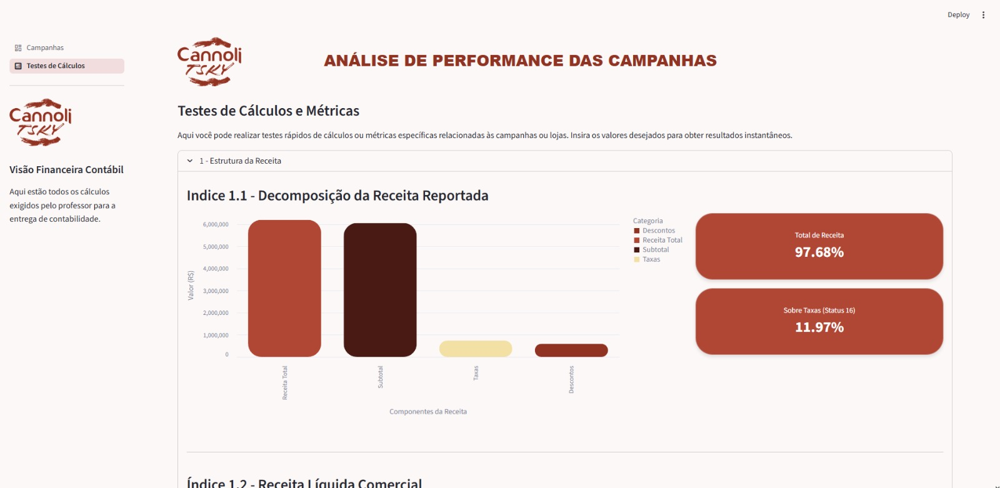 Deploy
Campanhas
Testes de Cálculos
Cannoli
TSKY
Visão Financeira Contábil
Aqui estão todos os cálculos
exigidos pelo professor para a
entrega de contabilidade.
Cannoli
TSKY
ANÁLISE DE PERFORMANCE DAS CAMPANHAS
Testes de Cálculos e Métricas
Aqui você pode realizar testes rápidos de cálculos ou métricas específicas relacionadas às campanhas ou lojas. Insira os valores desejados para obter resultados instantâneos.
1 - Estrutura da Receita
Indice 1.1 - Decomposição da Receita Reportada
Valor (R$)
6,000,000
5,000,000
4,000,000
3,000,000
2,000,000
1,000,000
0
Receita Total
Subtotal
Taxas
Descontos
Componentes da Receita
Categoria
Descontos
Receita Total
Subtotal
Taxas
Total de Receita
97.68%
Sobre Taxas (Status 16)
11.97%
Índice 1.2 - Receita Líquida Comercial